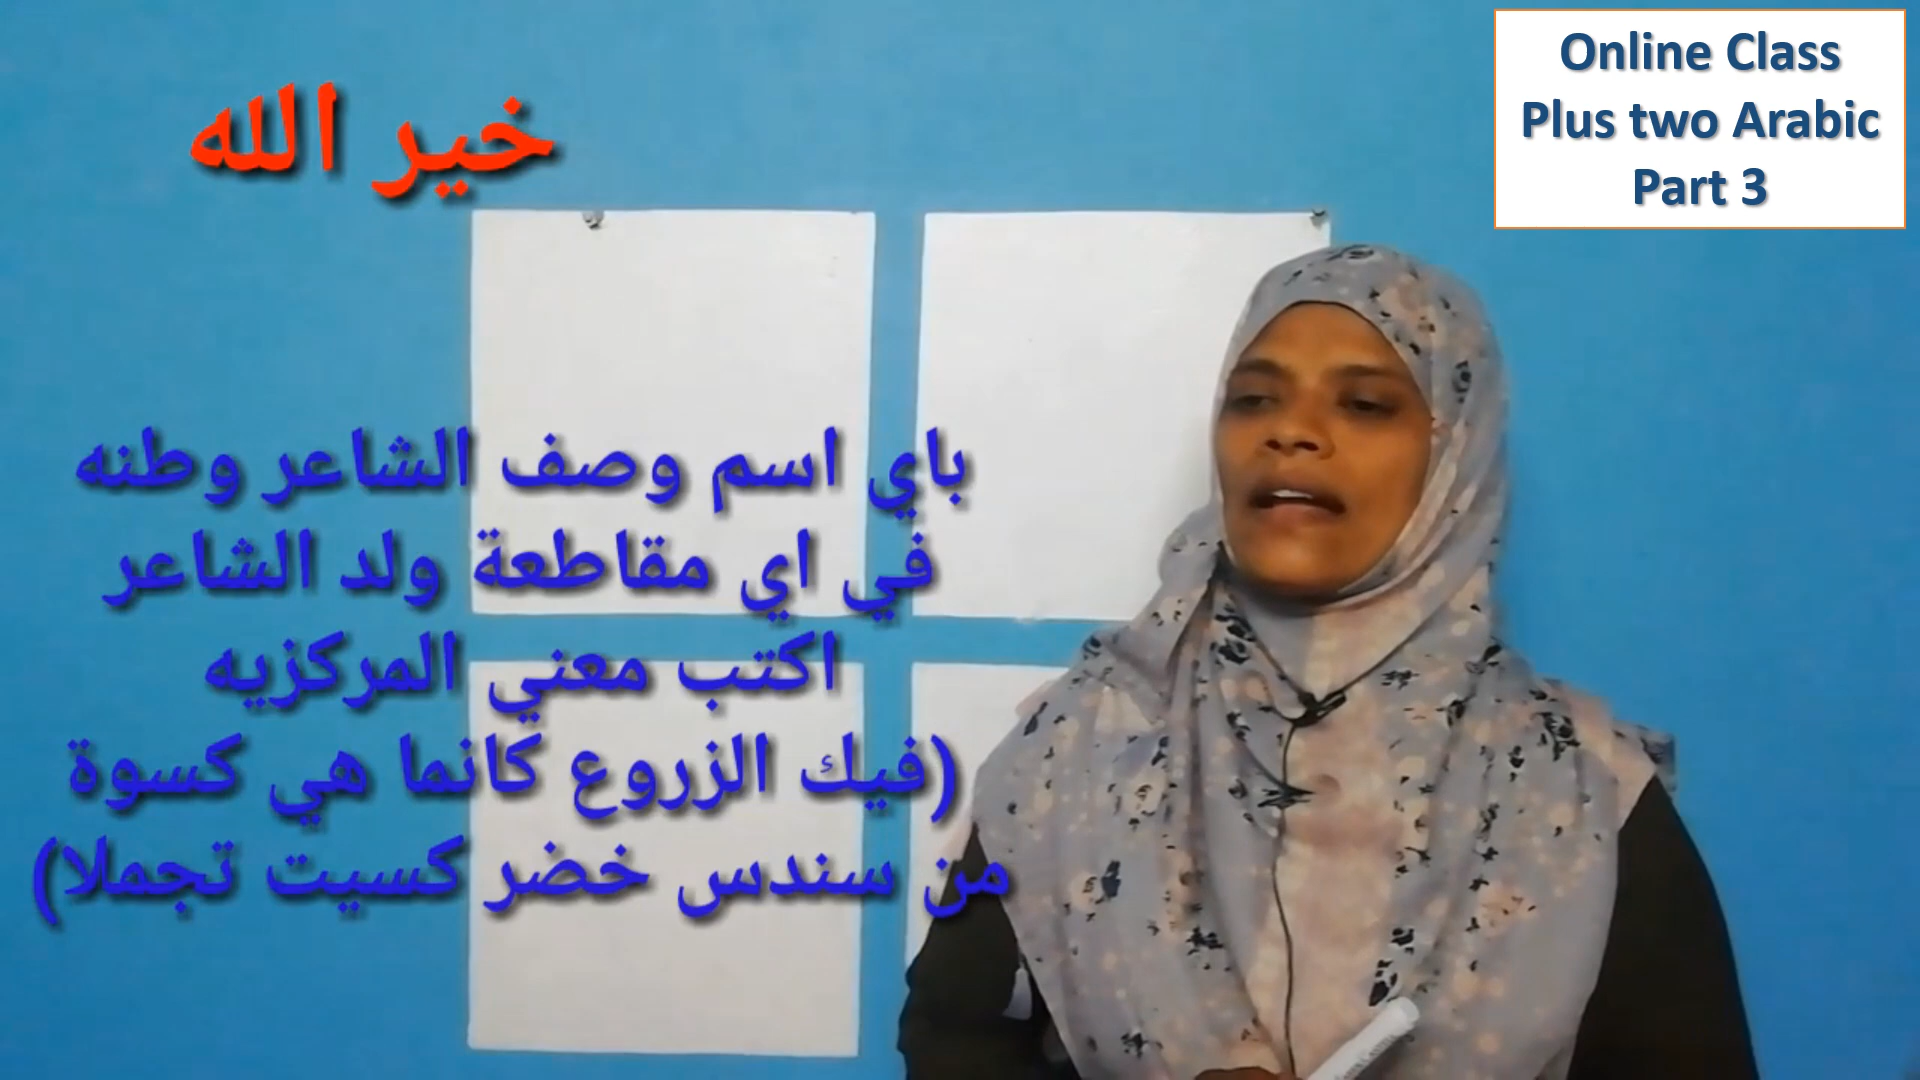 خير الله
Online Class
Plus two Arabic
Part 3
باي اسم وصف الشاعر وطنه
في اي مقاطعة ولد الشاعر
اكتب معني المركزيه
(فيك الزروع كانما هي كسوة
من سندس خضر كسيت تجملا)